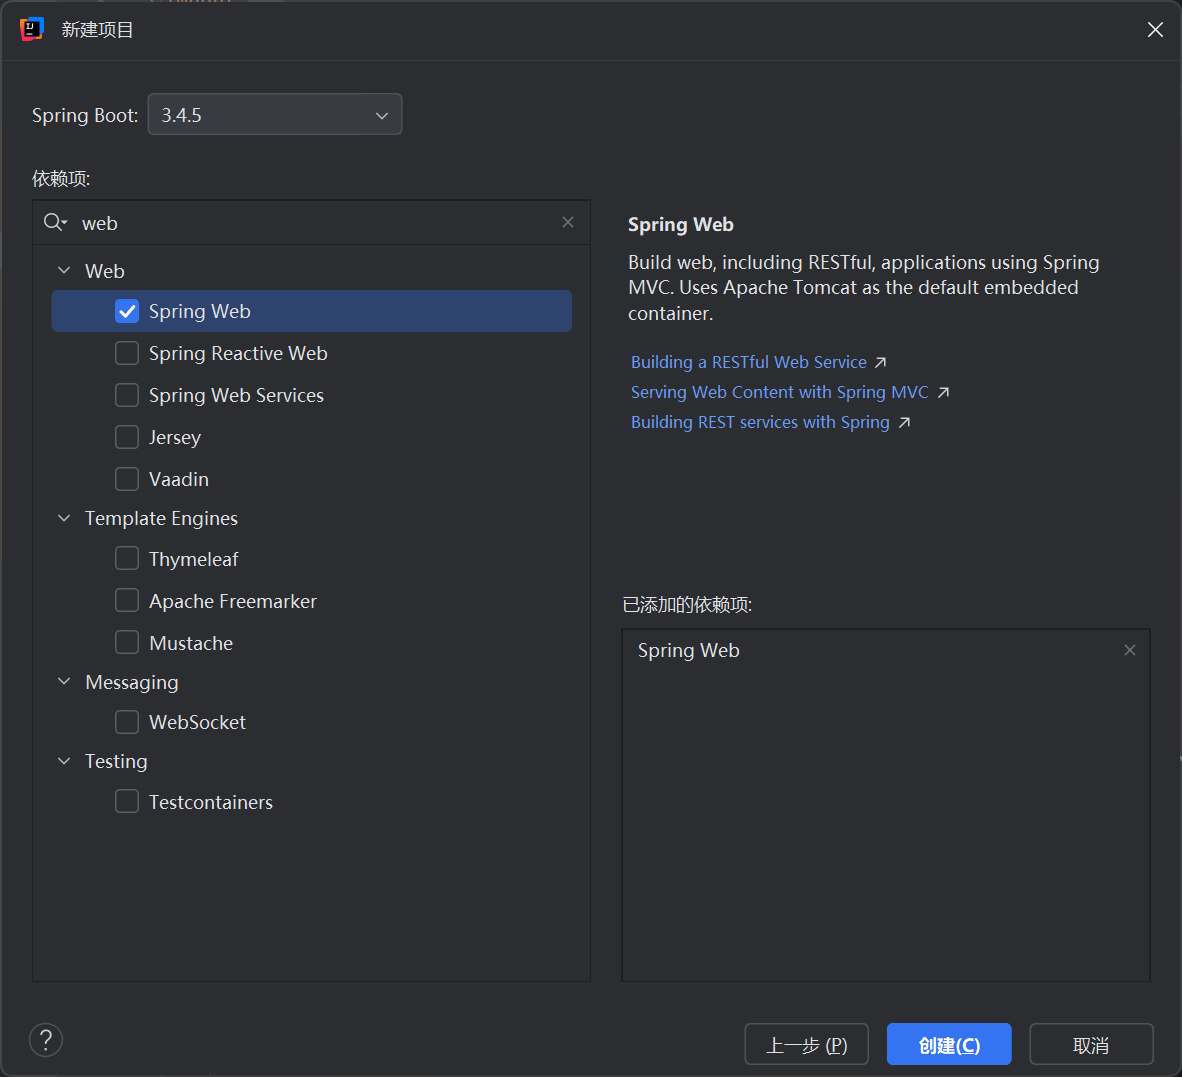 新建项目
Spring Boot: 3.4.5
依赖项:
web
Web
Spring Web
Spring Reactive Web
Spring Web Services
Jersey
Vaadin
Template Engines
Thymeleaf
Apache Freemarker
Mustache
Messaging
WebSocket
Testing
Testcontainers
Spring Web
Build web, including RESTful, applications using Spring
MVC. Uses Apache Tomcat as the default embedded
container.
Building a RESTful Web Service
Serving Web Content with Spring MVC
Building REST services with Spring
已添加的依赖项:
Spring Web
?
上一步 (P)
创建(C)
取消